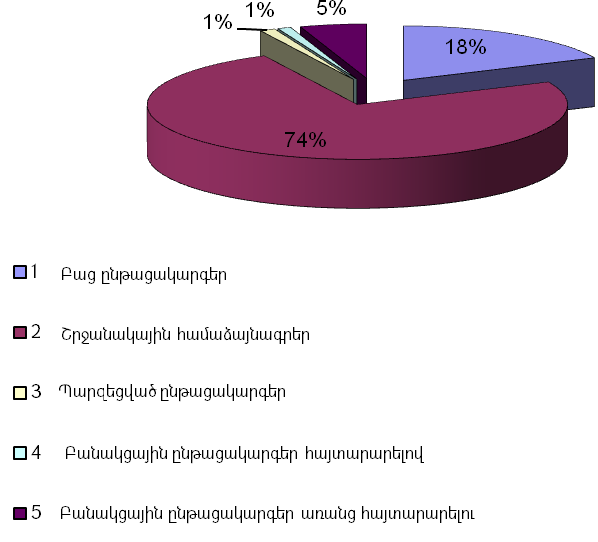 1%
1%
5%
18%
74%
1 Բաց ընթացակարգեր
2 Շրջանակային համաձայնագրեր
3 Պարզեցված ընթացակարգեր
4 Բանակցային ընթացակարգեր հայտարարելով
5 Բանակցային ընթացակարգեր առանց հայտարարելու